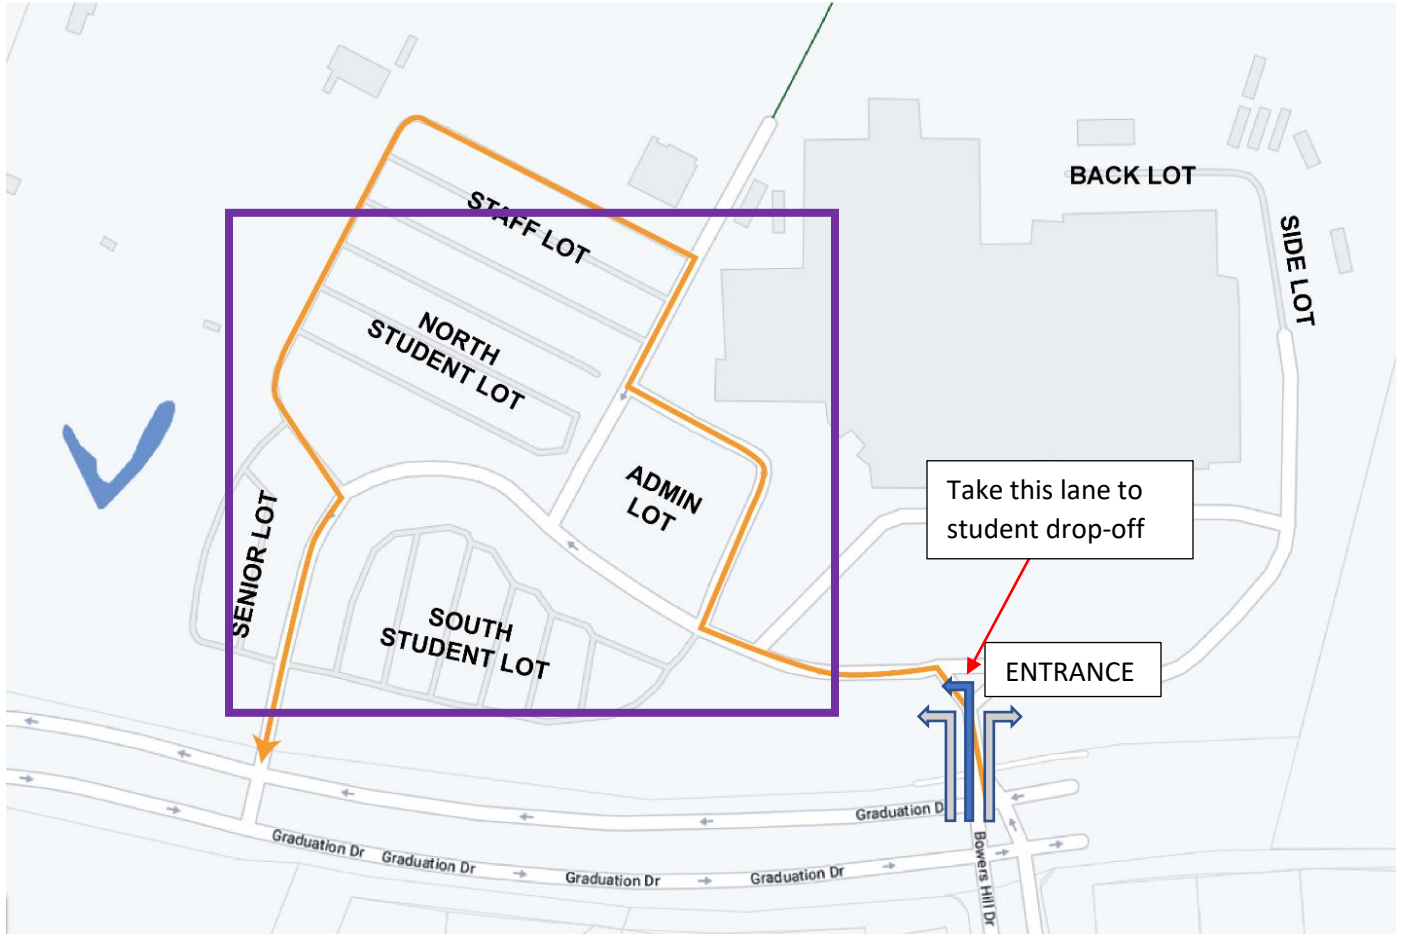 BACK LOT
SIDE LOT
STAFF LOT
NORTH
STUDENT LOT
ADMIN
LOT
Take this lane to
student drop-off
SENIOR LOT
SOUTH
STUDENT LOT
ENTRANCE
Graduation D
Graduation Dr
Graduation Dr
Graduation Dr
Graduation Dr
Bowers Hill Dr